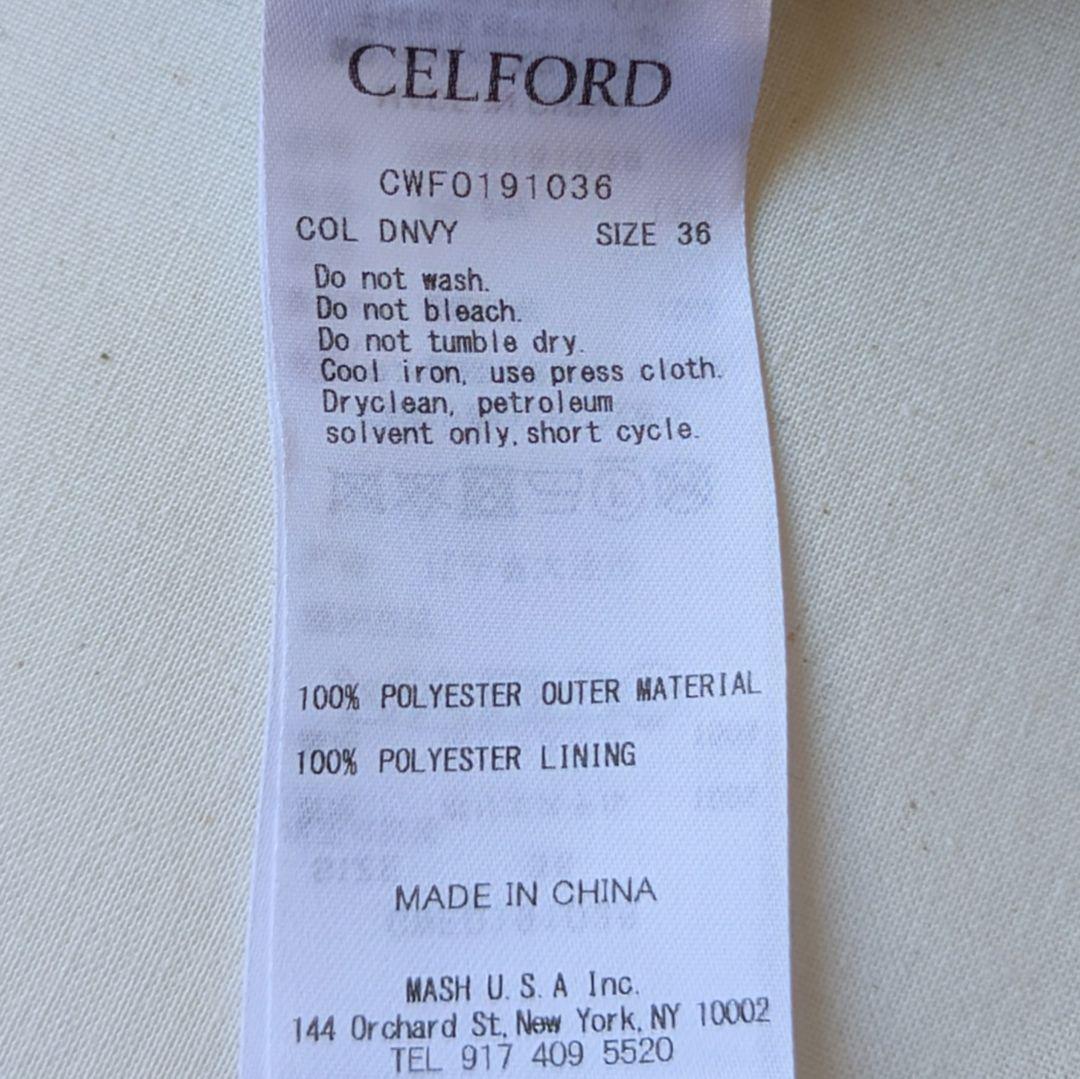 CELFORD
CWFO191036
COL DNVY SIZE 36
Do not wash.
Do not bleach.
Do not tumble dry.
Cool iron, use press cloth.
Dryclean, petroleum
solvent only, short cycle.
100% POLYESTER OUTER MATERIAL
100% POLYESTER LINING
MADE IN CHINA
MASH U.S.A Inc.
144 Orchard St, New York, NY 10002
TEL 917 409 5520